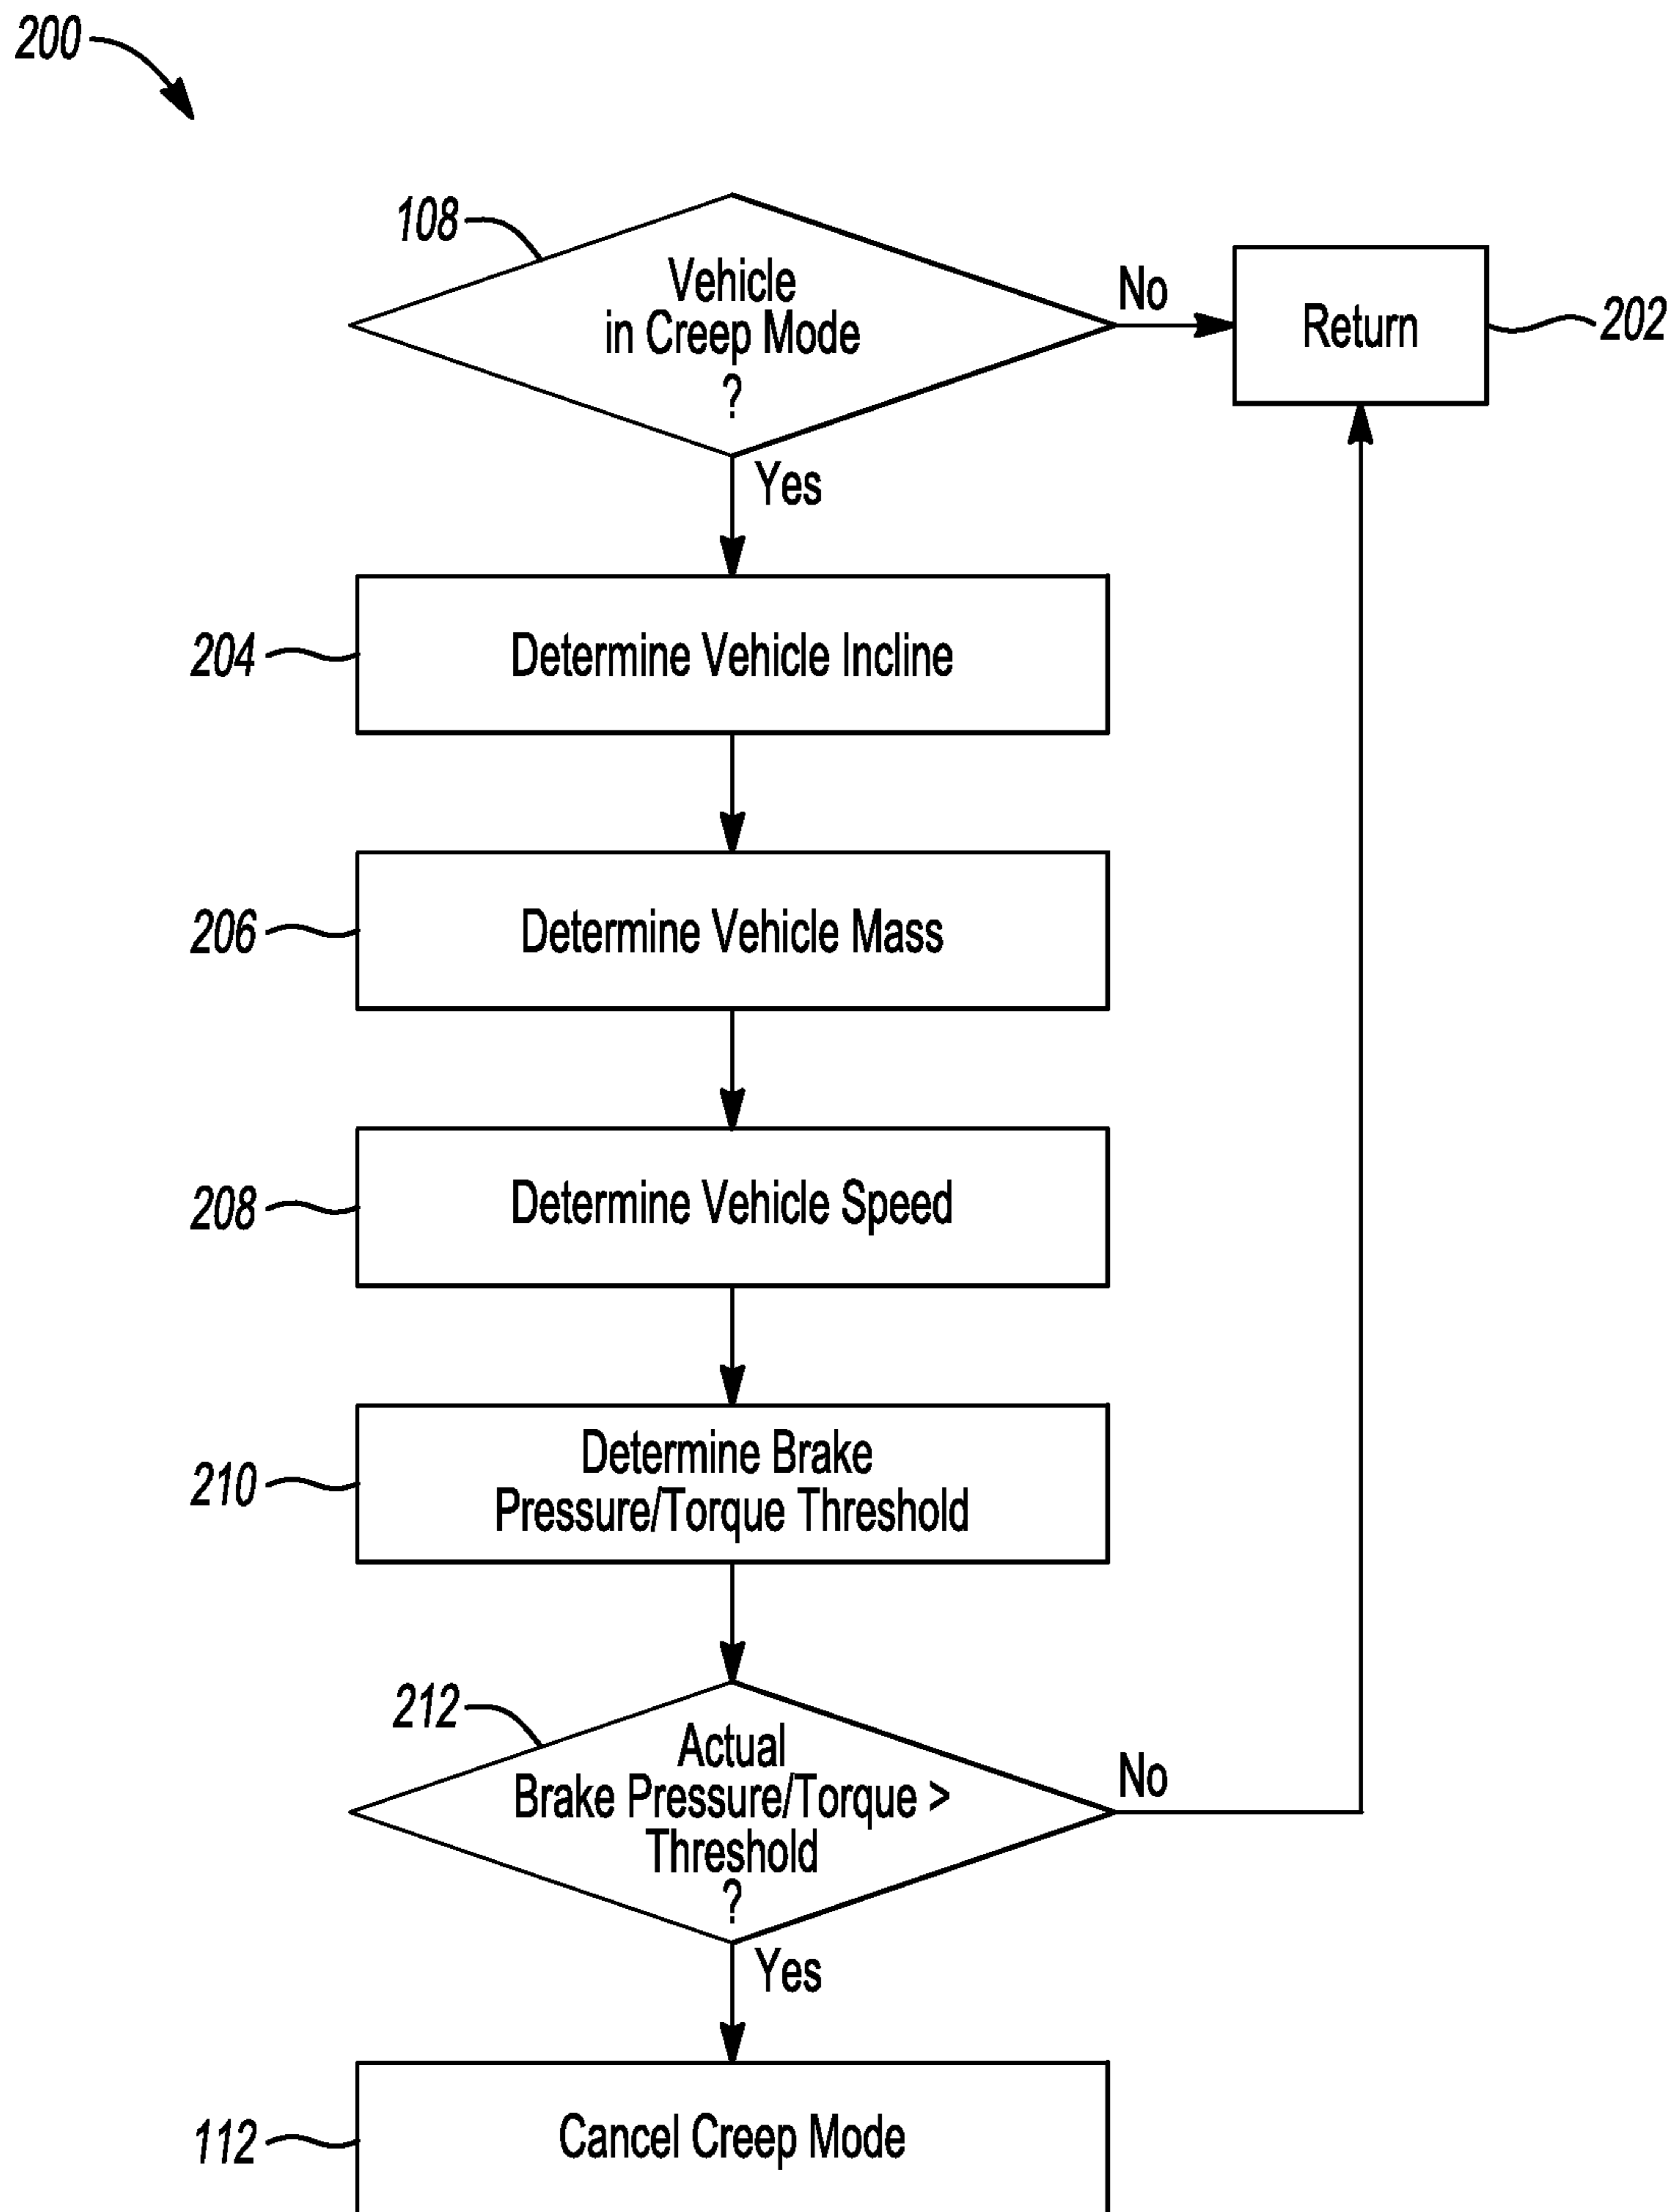 200
108
Vehicle
in Creep Mode
?
No
Return
202
Yes
204
Determine Vehicle Incline
206
Determine Vehicle Mass
208
Determine Vehicle Speed
210
Determine Brake
Pressure/Torque Threshold
212
Actual
Brake Pressure/Torque >
Threshold
?
No
Yes
112
Cancel Creep Mode